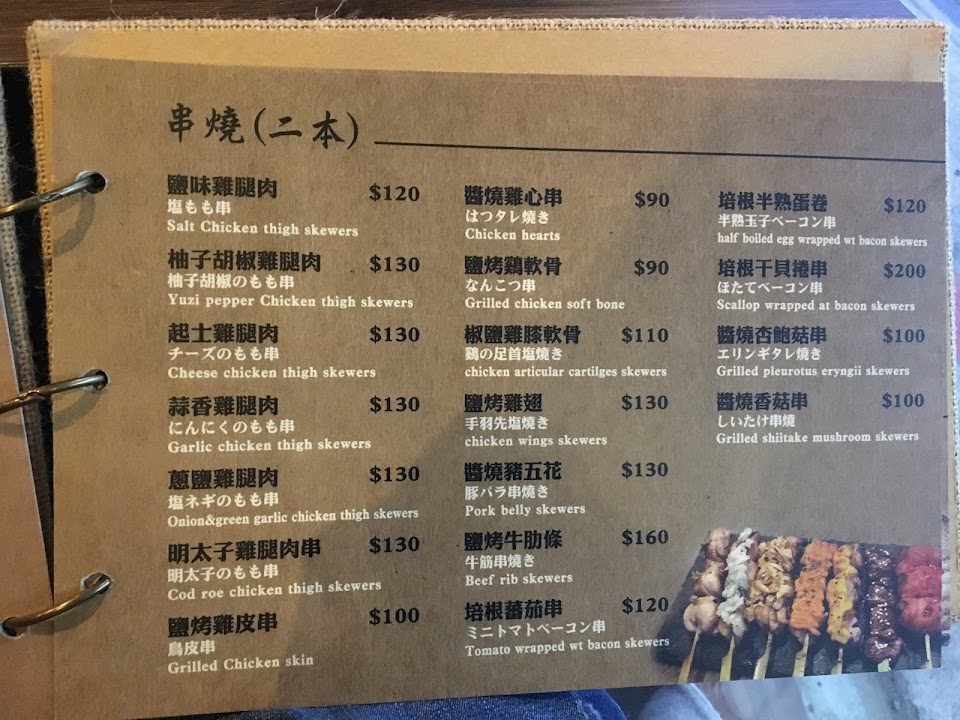 串燒(二本)
鹽味雞腿肉 $120
塩もも串
Salt Chicken thigh skewers
柚子胡椒雞腿肉 $130
柚子胡椒のもも串
Yuzi pepper Chicken thigh skewers
起士雞腿肉 $130
チーズのもも串
Cheese chicken thigh skewers
蒜香雞腿肉 $130
にんにくのもも串
Garlic chicken thigh skewers
蔥鹽雞腿肉 $130
塩ネギのもも串
Onion&green garlic chicken thigh skewers
明太子雞腿肉串 $130
明太子のもも串
Cod roe chicken thigh skewers
鹽烤雞皮串 $100
鳥皮串
Grilled Chicken skin
醬燒雞心串 $90
はつタレ燒き
Chicken hearts
鹽烤鷄軟骨 $90
なんこつ串
Grilled chicken soft bone
椒鹽雞膝軟骨 $110
鶏の足首塩燒き
chicken articular cartilges skewers
鹽烤雞翅 $130
手羽先塩燒き
chicken wings skewers
醬燒豬五花 $130
豚バラ串燒き
Pork belly skewers
鹽烤牛肋條 $160
牛筋串燒き
Beef rib skewers
培根蕃茄串 $120
ミニトマトベーコン串
Tomato wrapped wt bacon skewers
培根半熟蛋卷 $120
半熟玉子ベーコン串
half boiled egg wrapped wt bacon skewers
培根干貝捲串 $200
ほたてベーコン串
Scallop wrapped at bacon skewers
醬燒杏鮑菇串 $100
エリンギタレ燒き
Grilled pleurotus eryngii skewers
醬燒香菇串 $100
しいたけ串燒
Grilled shiitake mushroom skewers